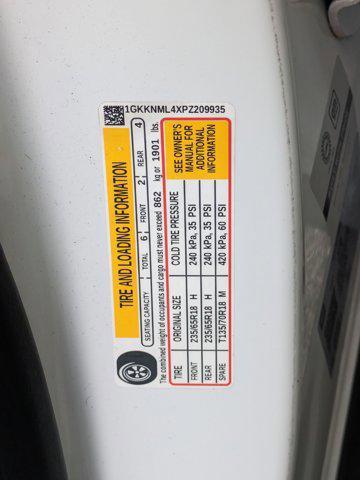 1GKKNML4XPZ209935
TIRE AND LOADING INFORMATION
SEATING CAPACITY TOTAL 6 FRONT 2 REAR 4
The combined weight of occupants and cargo must never exceed 862 kg or 1901 lbs.
TIRE ORIGINAL SIZE COLD TIRE PRESSURE
FRONT 235/65R18 H 240 kPa, 35 PSI
REAR 235/65R18 H 240 kPa, 35 PSI
SPARE T135/70R18 M 420 kPa, 60 PSI
SEE OWNER'S
MANUAL FOR
ADDITIONAL
INFORMATION